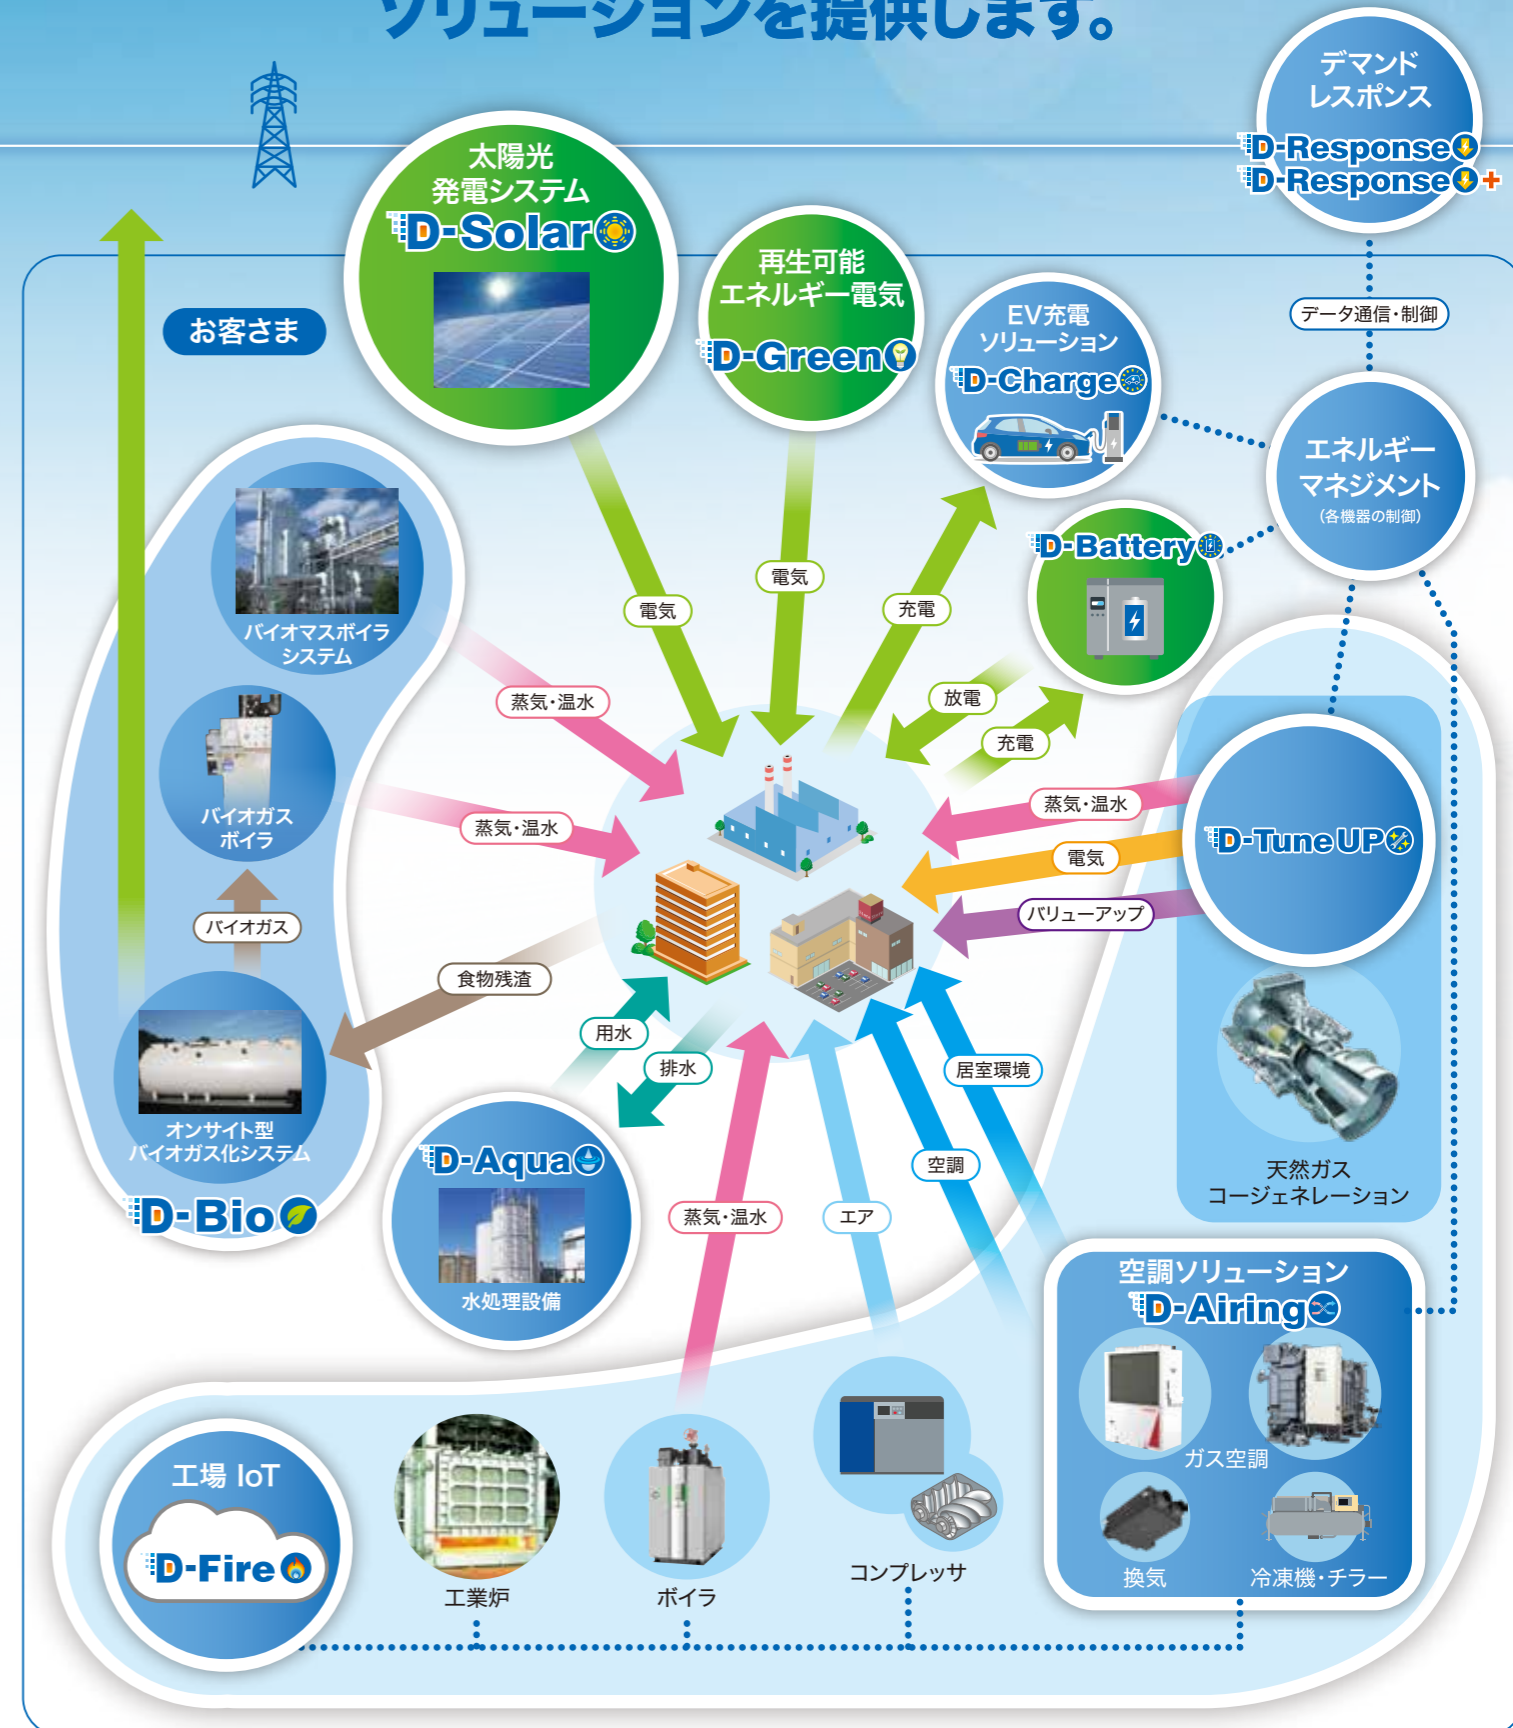 ソリューションを提供します。
デマンド
レスポンス
D-Response
D-Response+
太陽光
発電システム
D-Solar
再生可能
エネルギー電気
D-Green
データ通信・制御
お客さま
EV充電
ソリューション
D-Charge
エネルギー
マネジメント
(各機器の制御)
D-Battery
バイオマスボイラ
システム
電気
電気
充電
蒸気・温水
放電
充電
バイオガス
ボイラ
蒸気・温水
蒸気・温水
電気
バリューアップ
D-TuneUP
バイオガス
食物残渣
用水
排水
居室環境
オンサイト型
バイオガス化システム
D-Bio
D-Aqua
水処理設備
空調
蒸気・温水
エア
天然ガス
コージェネレーション
空調ソリューション
D-Airing
ガス空調
換気
冷凍機・チラー
工場 IoT
D-Fire
工業炉
ボイラ
コンプレッサ